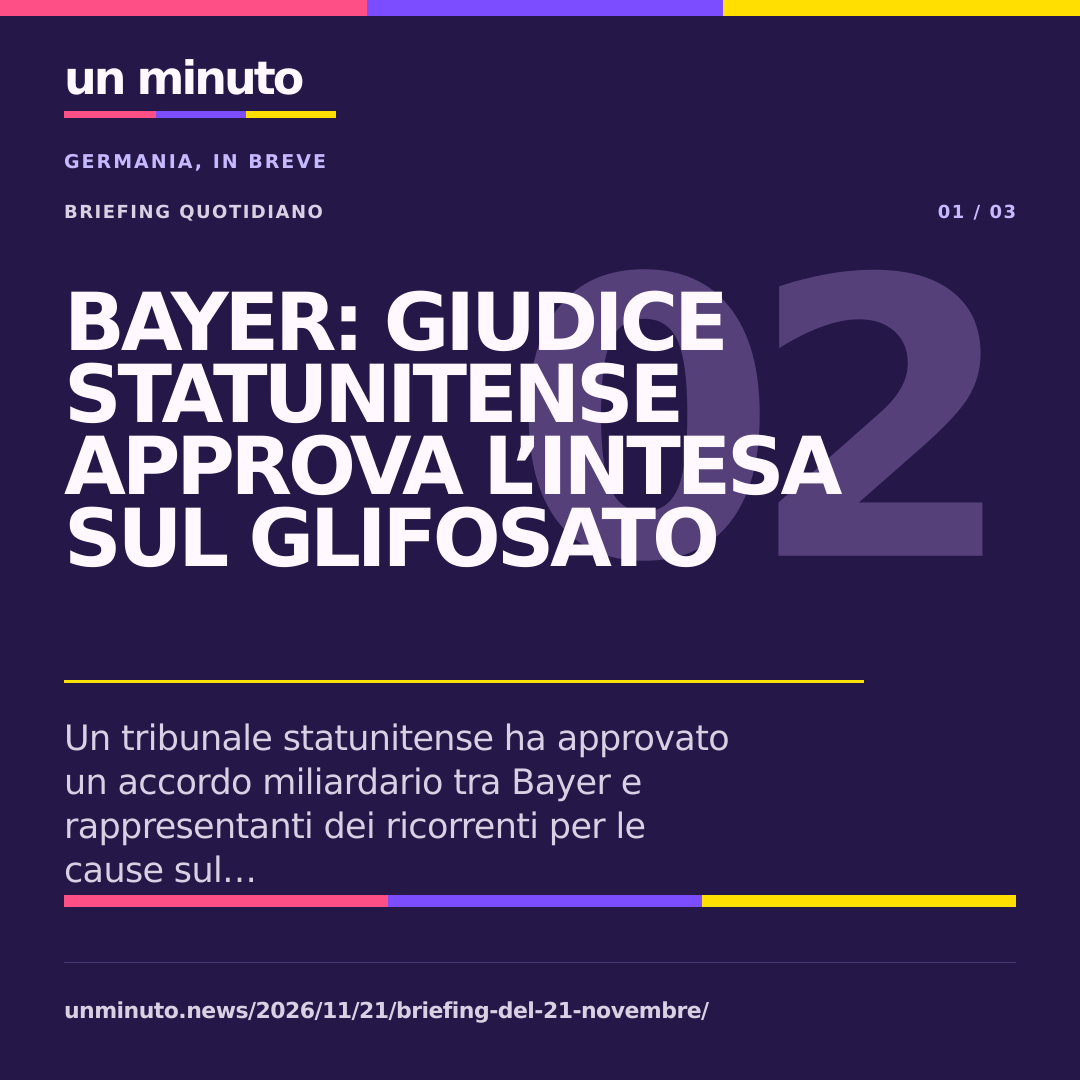 un minuto
GERMANIA, IN BREVE
BRIEFING QUOTIDIANO
01 / 03
02
BAYER: GIUDICE
STATUNITENSE
APPROVA L’INTESA
SUL GLIFOSATO
Un tribunale statunitense ha approvato
un accordo miliardario tra Bayer e
rappresentanti dei ricorrenti per le
cause sul…
unminuto.news/2026/11/21/briefing-del-21-novembre/